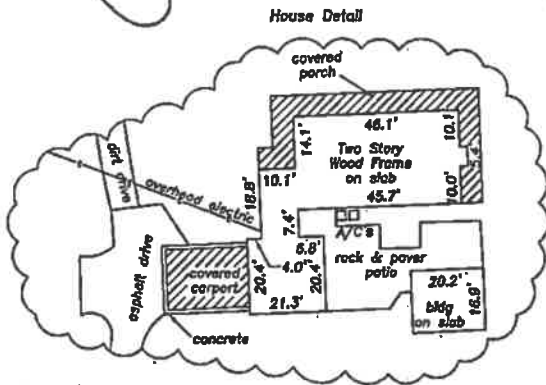 House Detail
covered
porch
46.1'
10.1
14.1'
Two Story
Wood Frame
on slab
5.4'
10.1'
45.7'
10.0'
18.8'
dirt drive
overhead electric
7.4'
A/C's
6.8'
4.0'
rock & paver
patio
asphalt drive
covered
carport
20.4'
20.4'
21.3'
20.2'
16.9'
bldg
on slab
concrete